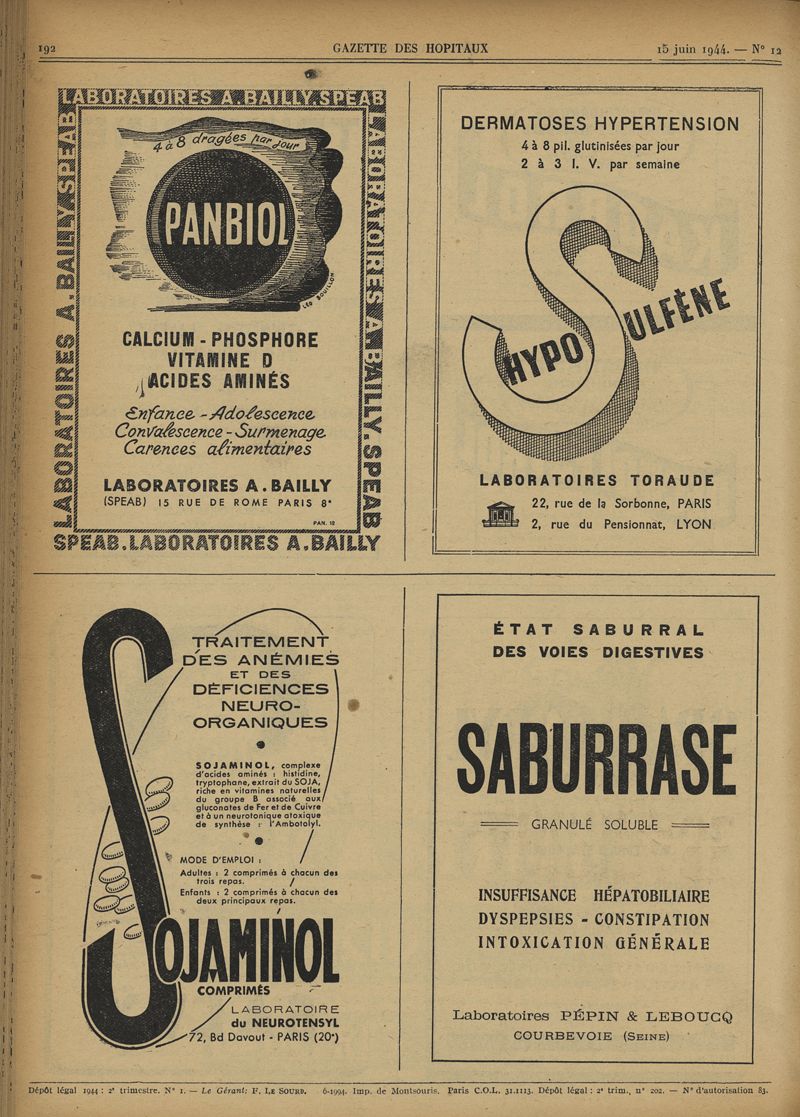 192
GAZETTE DES HOPITAUX
15 juin 1944. — N° 12
LABORATOIRES A. BAILLY.SPEAB
LABORATOIRES A. BAILLY.SPEAB
LABORATOIRES A.BAILLY.SPEAB
4 à 8 dragées par jour
PANBIOL
LEO BOUILLON
CALCIUM - PHOSPHORE
VITAMINE D
ACIDES AMINÉS
Enfance - Adolescence
Convalescence - Surmenage
Carences alimentaires
LABORATOIRES A. BAILLY
(SPEAB) 15 RUE DE ROME PARIS 8e
PAN. 12
SPEAB.LABORATOIRES A.BAILLY
DERMATOSES HYPERTENSION
4 à 8 pil. glutinisées par jour
2 à 3 I. V. par semaine
HYPOSULFÈNE
LABORATOIRES TORAUDE
22, rue de la Sorbonne, PARIS
2, rue du Pensionnat, LYON
TRAITEMENT
DES ANÉMIES
ET DES
DÉFICIENCES
NEURO-
ORGANIQUES
SOJAMINOL, complexe
d'acides aminés : histidine,
tryptophane, extrait du SOJA,
riche en vitamines naturelles
du groupe B associé aux
gluconates de Fer et de Cuivre
et à un neurotonique atoxique
de synthèse : l'Ambotolyl.
MODE D'EMPLOI :
Adultes : 2 comprimés à chacun des
trois repas.
Enfants : 2 comprimés à chacun des
deux principaux repas.
SOJAMINOL
COMPRIMÉS
LABORATOIRE
du NEUROTENSYL
72, Bd Davout - PARIS (20e)
ÉTAT SABURRAL
DES VOIES DIGESTIVES
SABURRASE
GRANULÉ SOLUBLE
INSUFFISANCE HÉPATOBILIAIRE
DYSPEPSIES - CONSTIPATION
INTOXICATION GÉNÉRALE
Laboratoires PÉPIN & LEBOUCQ
COURBEVOIE (SEINE)
Dépôt légal 1944 : 2e trimestre. N° 1. — Le Gérant: F. LE SOURD. 6-1994. Imp. de Montsouris. Paris C.O.L. 31.1113. Dépôt légal : 2e trim., n° 202. — N° d'autorisation 83.